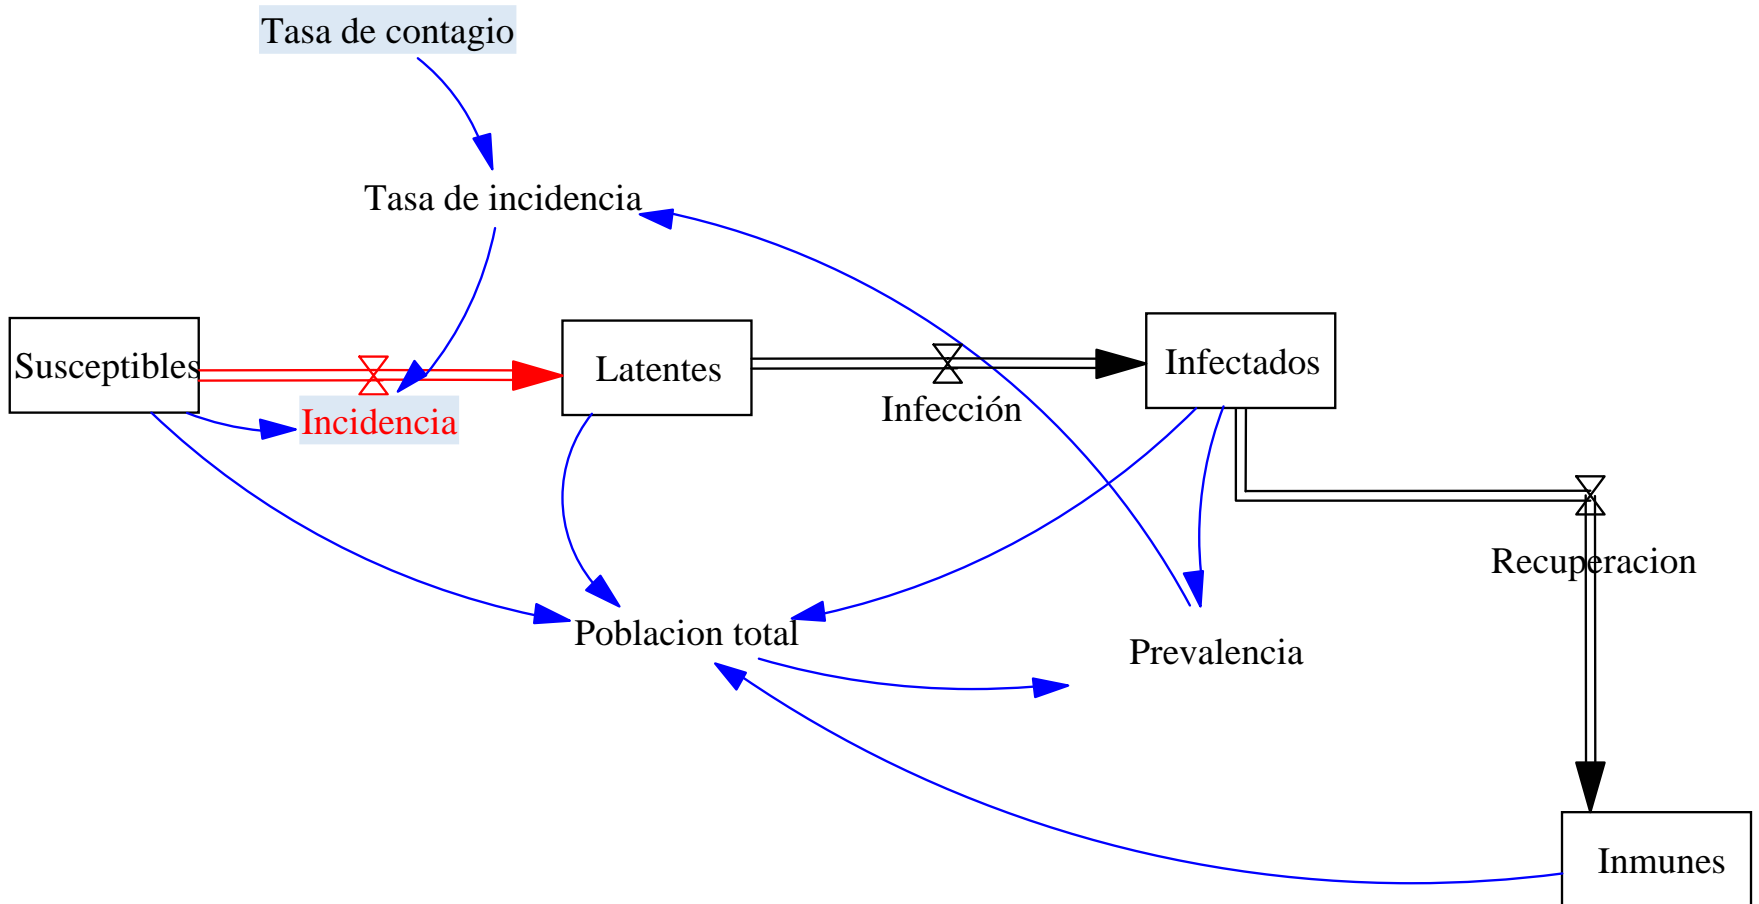 Tasa de contagio
Tasa de incidencia
Susceptibles
Latentes
Infectados
Incidencia
Infección
Recuperacion
Poblacion total
Prevalencia
Inmunes